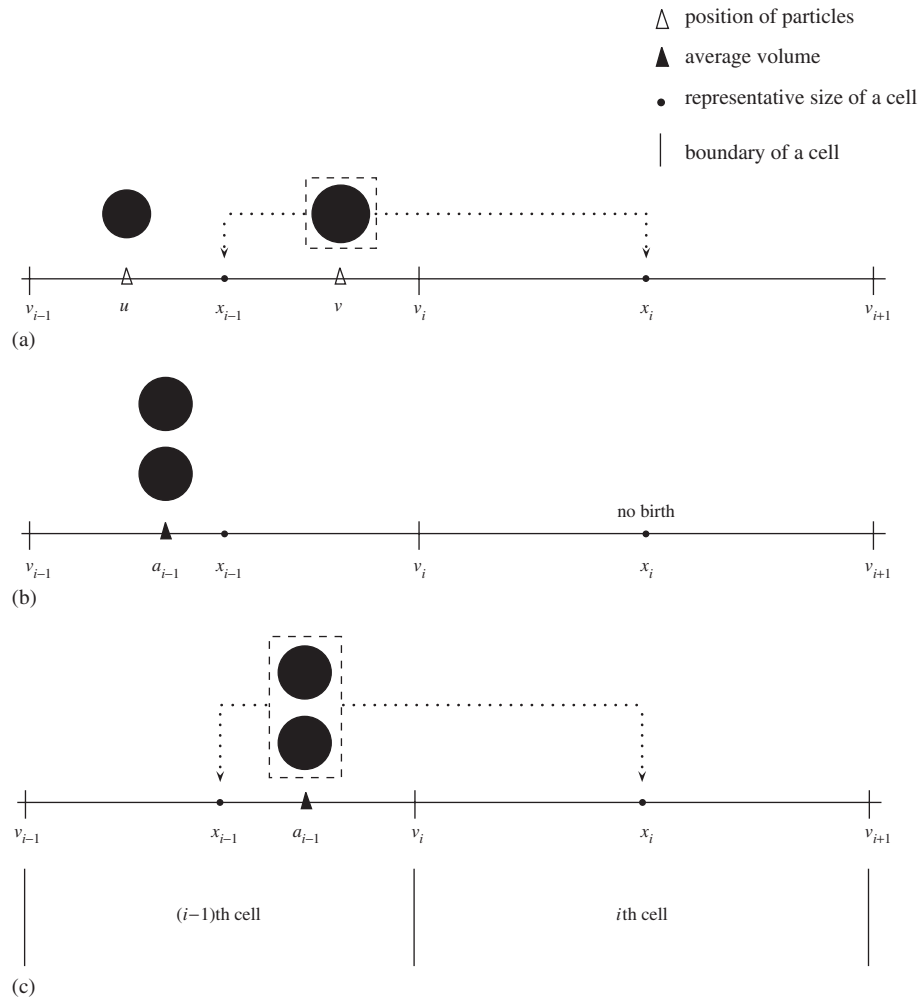 position of particles
average volume
representative size of a cell
boundary of a cell
v_{i−1} u x_{i−1} v v_i x_i v_{i+1}
(a)
no birth
v_{i−1} a_{i−1} x_{i−1} v_i x_i v_{i+1}
(b)
v_{i−1} x_{i−1} a_{i−1} v_i x_i v_{i+1}
(i−1)th cell ith cell
(c)